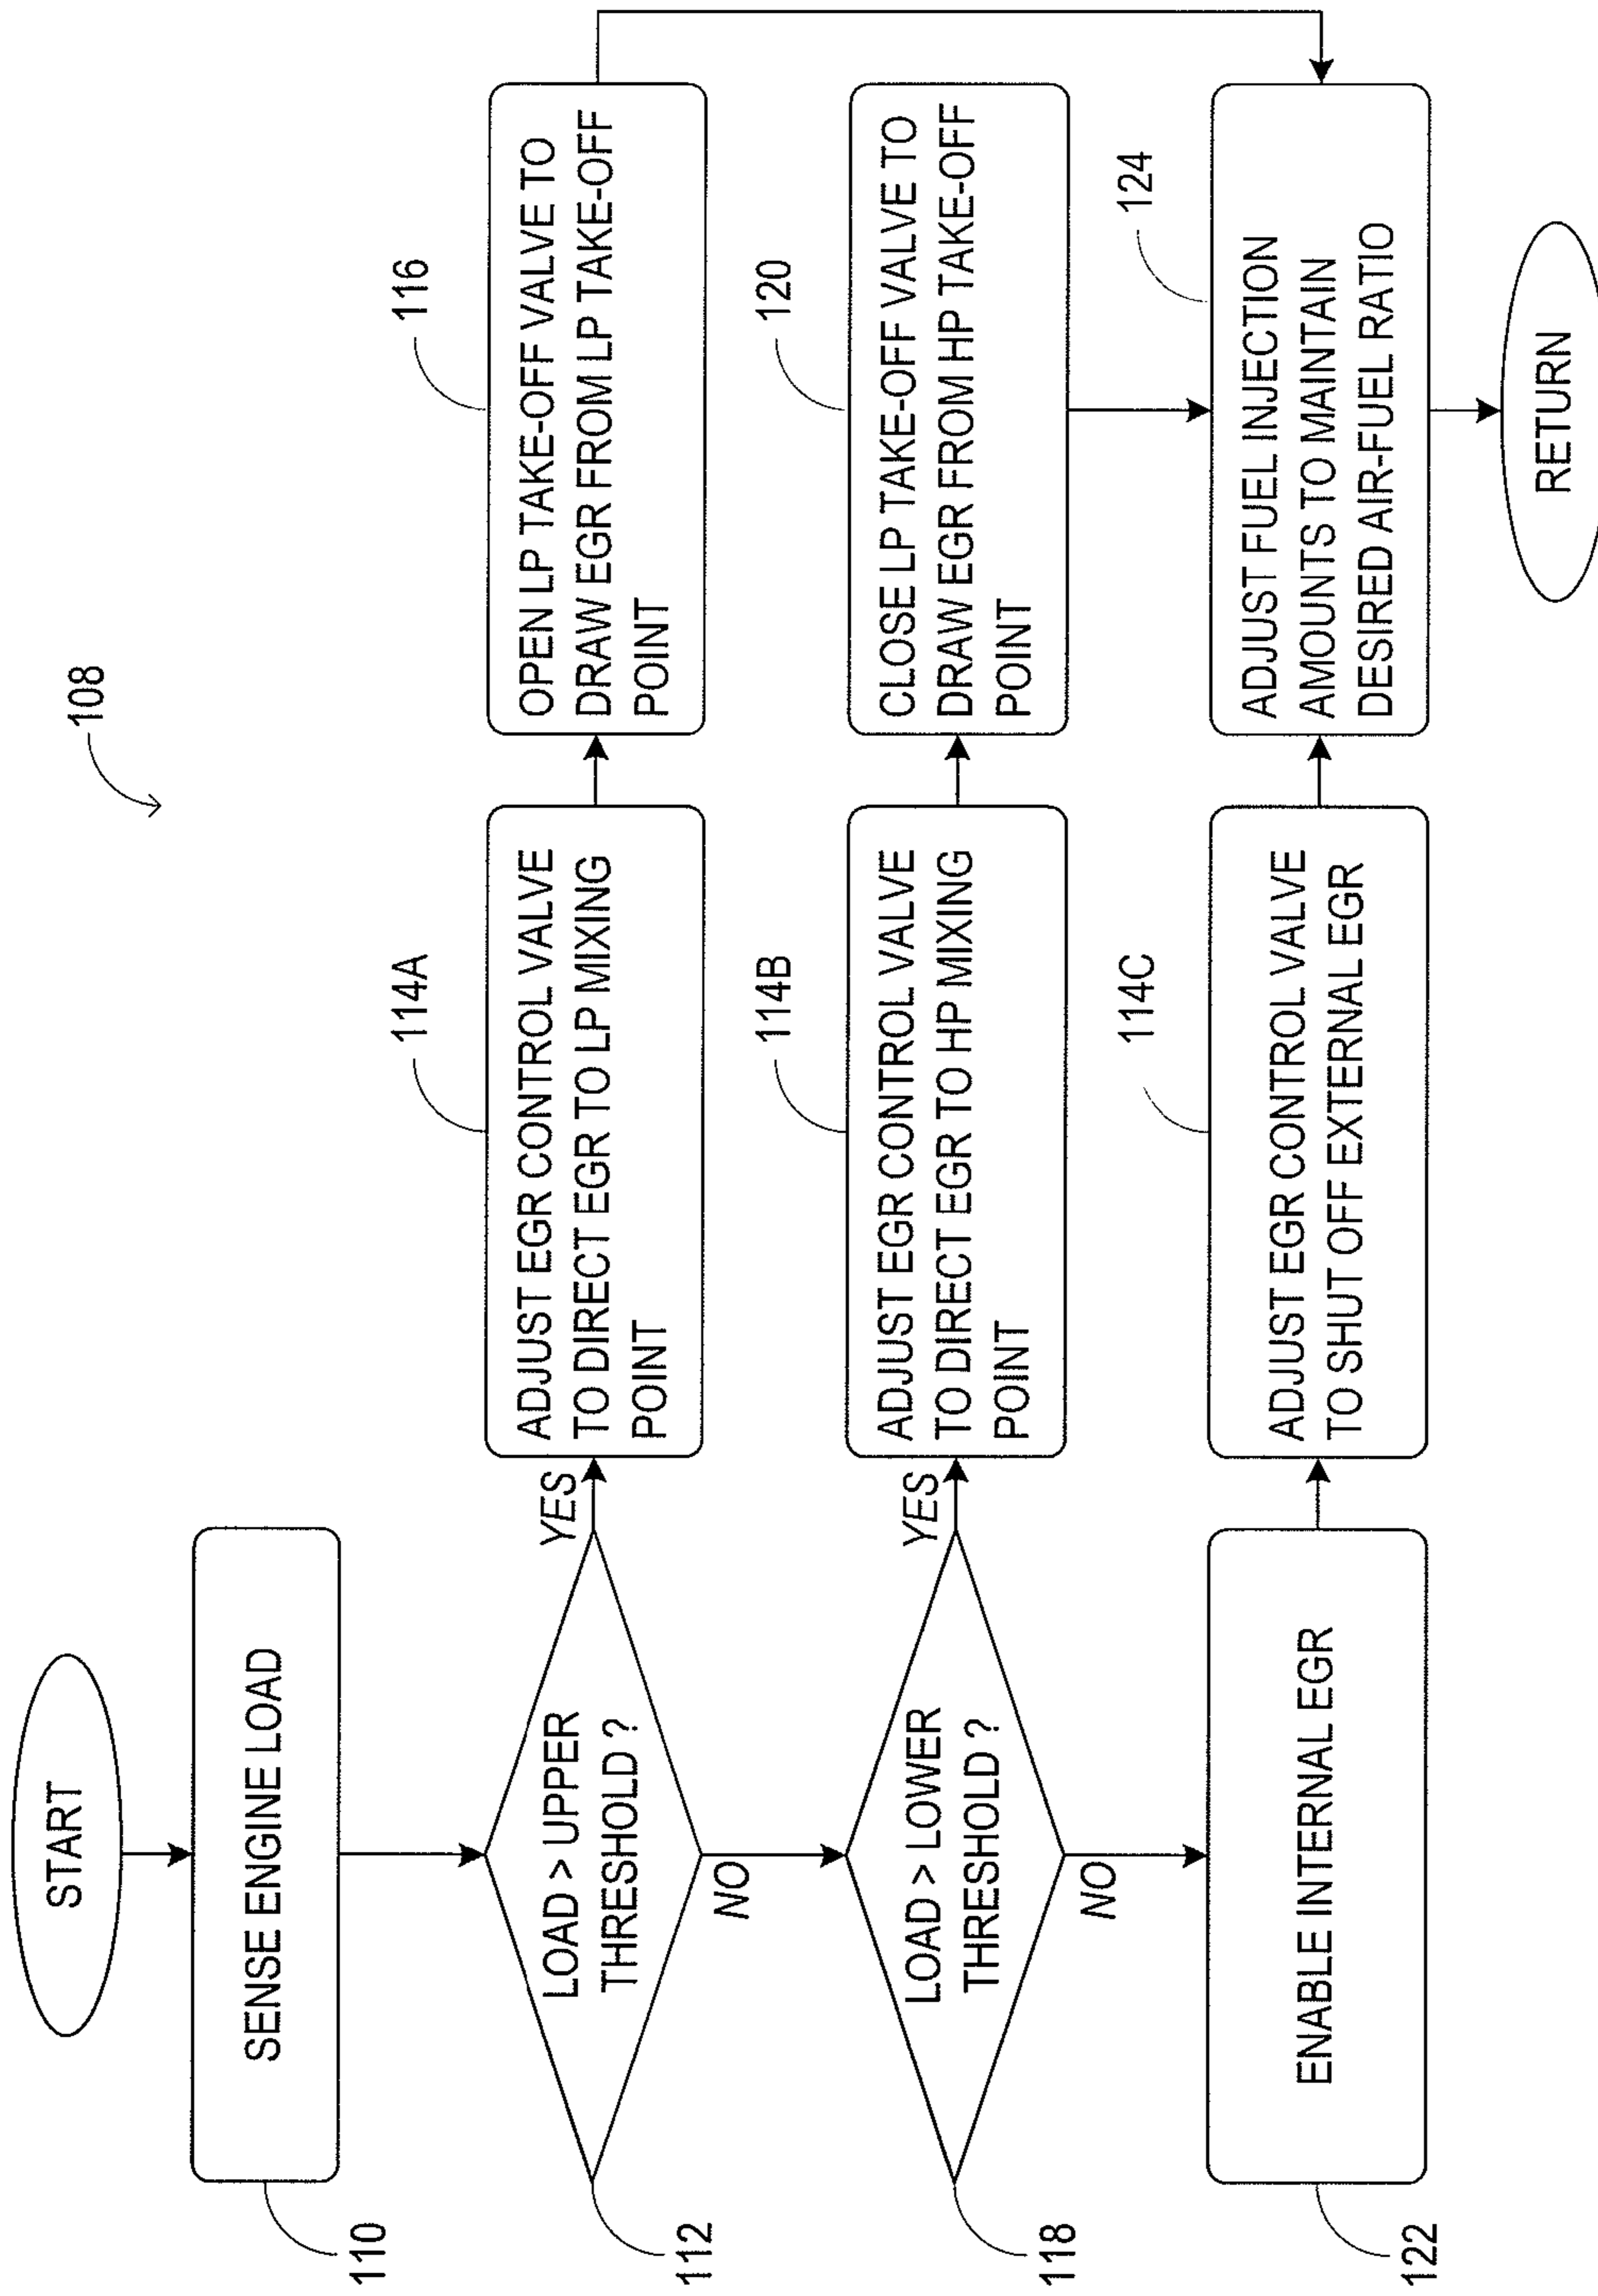 108
START
110
SENSE ENGINE LOAD
112
LOAD > UPPER
THRESHOLD ?
YES
NO
114A
ADJUST EGR CONTROL VALVE
TO DIRECT EGR TO LP MIXING
POINT
116
OPEN LP TAKE-OFF VALVE TO
DRAW EGR FROM LP TAKE-OFF
POINT
118
LOAD > LOWER
THRESHOLD ?
YES
NO
114B
ADJUST EGR CONTROL VALVE
TO DIRECT EGR TO HP MIXING
POINT
120
CLOSE LP TAKE-OFF VALVE TO
DRAW EGR FROM HP TAKE-OFF
POINT
122
ENABLE INTERNAL EGR
114C
ADJUST EGR CONTROL VALVE
TO SHUT OFF EXTERNAL EGR
124
ADJUST FUEL INJECTION
AMOUNTS TO MAINTAIN
DESIRED AIR-FUEL RATIO
RETURN